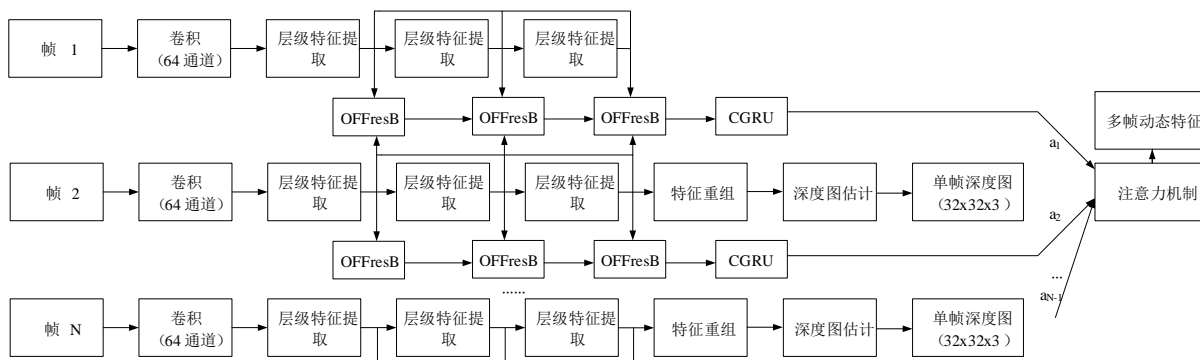 帧 1
卷积
（64 通道）
层级特征提
取
层级特征提
取
层级特征提
取
OFFresB
OFFresB
OFFresB
CGRU
a1
多帧动态特征
帧 2
卷积
（64 通道）
层级特征提
取
层级特征提
取
层级特征提
取
特征重组
深度图估计
单帧深度图
（32x32x3 ）
注意力机制
a2
OFFresB
OFFresB
OFFresB
CGRU
......
...
aN-1
帧 N
卷积
（64 通道）
层级特征提
取
层级特征提
取
层级特征提
取
特征重组
深度图估计
单帧深度图
（32x32x3 ）